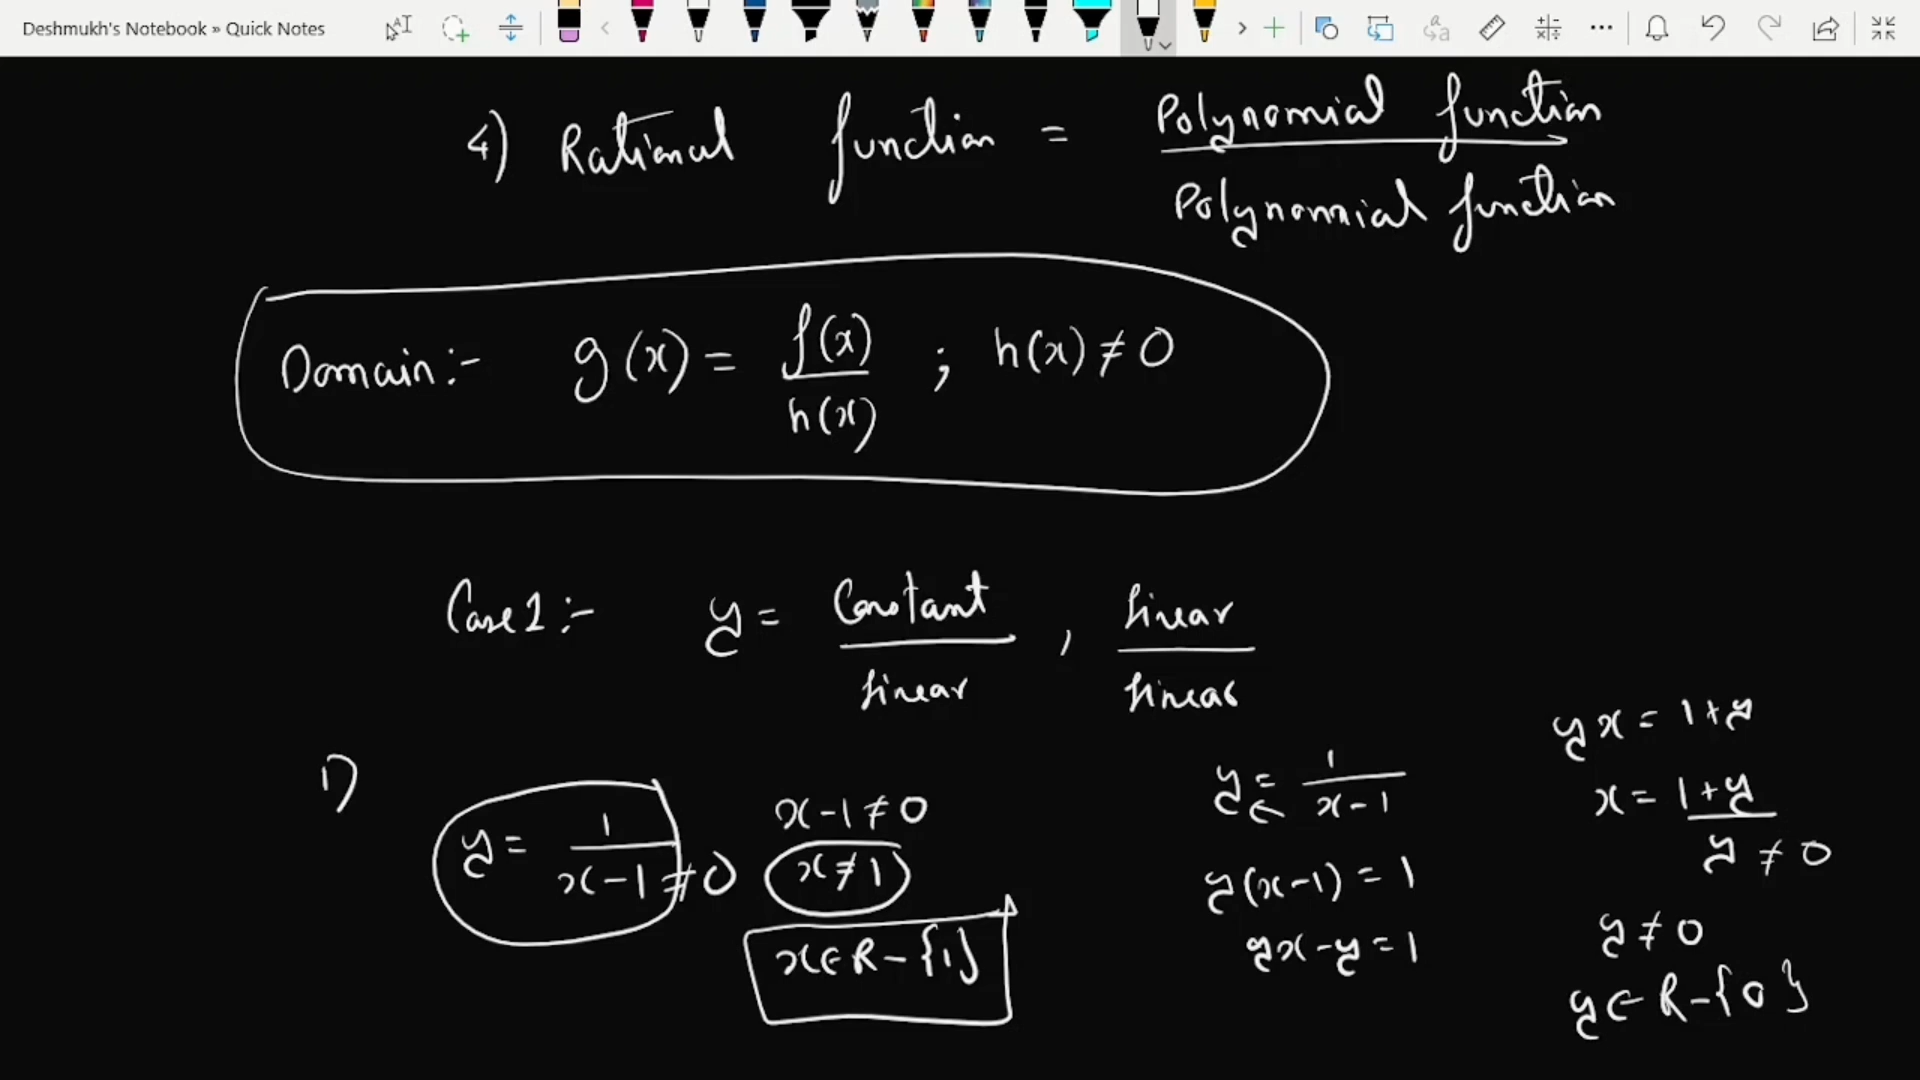 Deshmukh's Notebook » Quick Notes
4) Rational function = Polynomial function / Polynomial function
Domain:- g(x) = f(x) / h(x) ; h(x) ≠ 0
Case 1:- y = Constant / linear , linear / linear
1)
y = 1 / x-1 ≠ 0
x-1 ≠ 0
x ≠ 1
x ∈ R - {1}
y = 1 / x-1
y(x-1) = 1
yx - y = 1
yx = 1+y
x = 1+y / y ≠ 0
y ≠ 0
y ∈ R - {0}